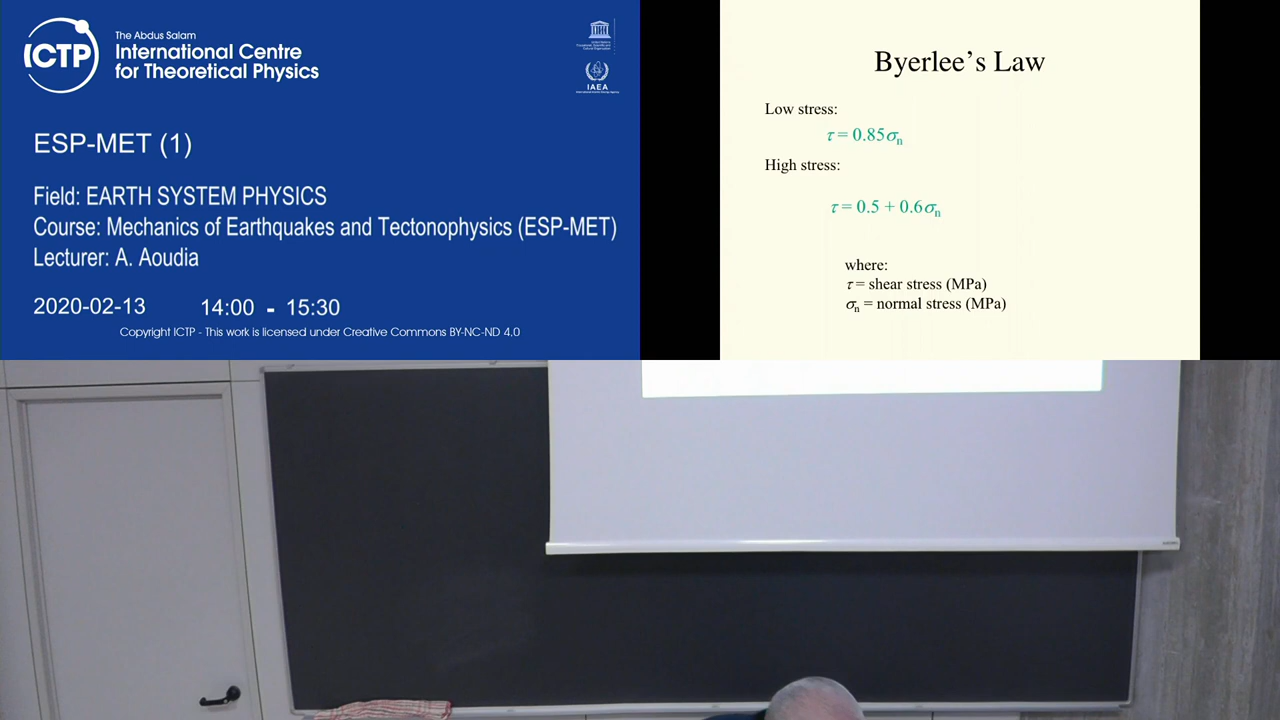 ICTP
The Abdus Salam
International Centre
for Theoretical Physics
IAEA
ESP-MET (1)
Field: EARTH SYSTEM PHYSICS
Course: Mechanics of Earthquakes and Tectonophysics (ESP-MET)
Lecturer: A. Aoudia
2020-02-13 14:00 - 15:30
Copyright ICTP - This work is licensed under Creative Commons BY-NC-ND 4.0
Byerlee's Law
Low stress:
τ = 0.85σn
High stress:
τ = 0.5 + 0.6σn
where:
τ = shear stress (MPa)
σn = normal stress (MPa)